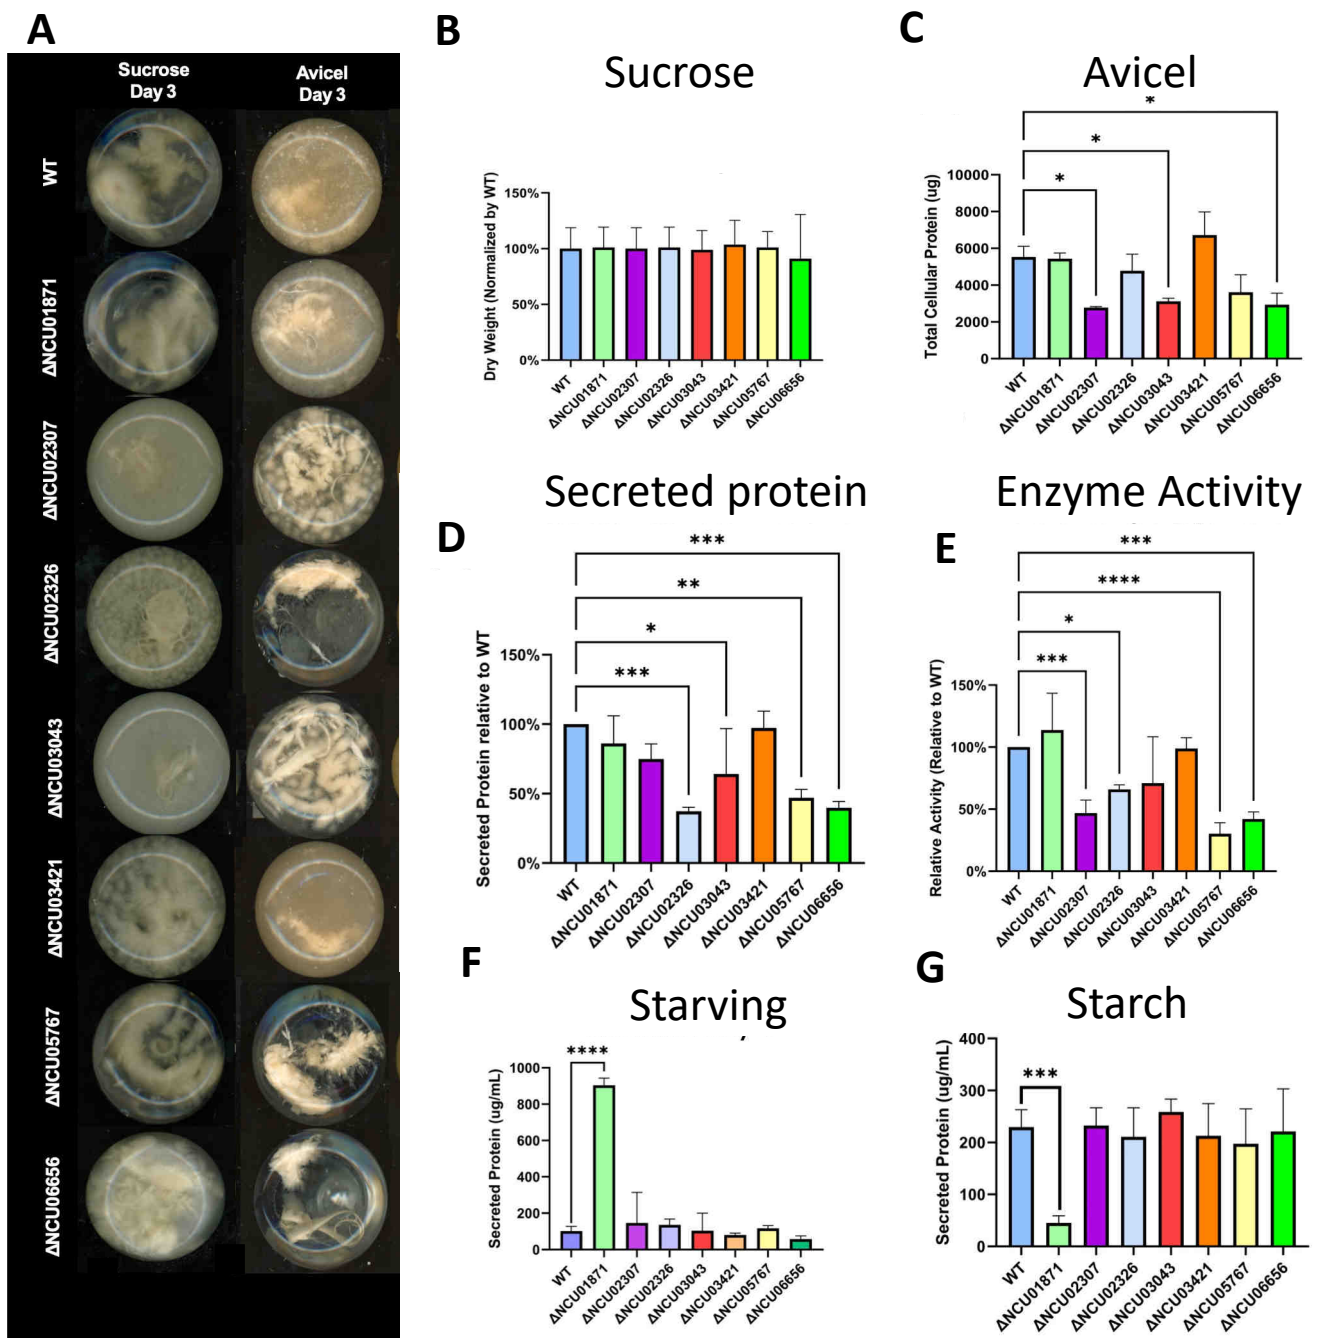 A
Sucrose
Day 3
Avicel
Day 3
WT
ΔNCU01871
ΔNCU02307
ΔNCU02326
ΔNCU03043
ΔNCU03421
ΔNCU05767
ΔNCU06656
B
Sucrose
Dry Weight (Normalized by WT)
150%
100%
50%
0%
WT
ΔNCU01871
ΔNCU02307
ΔNCU02326
ΔNCU03043
ΔNCU03421
ΔNCU05767
ΔNCU06656
C
Avicel
*
*
*
Total Cellular Protein (ug)
10000
8000
6000
4000
2000
0
WT
ΔNCU01871
ΔNCU02307
ΔNCU02326
ΔNCU03043
ΔNCU03421
ΔNCU05767
ΔNCU06656
D
Secreted protein
***
**
*
***
Secreted Protein relative to WT
150%
100%
50%
0%
WT
ΔNCU01871
ΔNCU02307
ΔNCU02326
ΔNCU03043
ΔNCU03421
ΔNCU05767
ΔNCU06656
E
Enzyme Activity
***
****
*
***
Relative Activity (Relative to WT)
150%
100%
50%
0%
WT
ΔNCU01871
ΔNCU02307
ΔNCU02326
ΔNCU03043
ΔNCU03421
ΔNCU05767
ΔNCU06656
F
Starving
****
Secreted Protein (ug/mL)
1000
800
600
400
200
0
WT
ΔNCU01871
ΔNCU02307
ΔNCU02326
ΔNCU03043
ΔNCU03421
ΔNCU05767
ΔNCU06656
G
Starch
***
Secreted Protein (ug/mL)
400
300
200
100
0
WT
ΔNCU01871
ΔNCU02307
ΔNCU02326
ΔNCU03043
ΔNCU03421
ΔNCU05767
ΔNCU06656